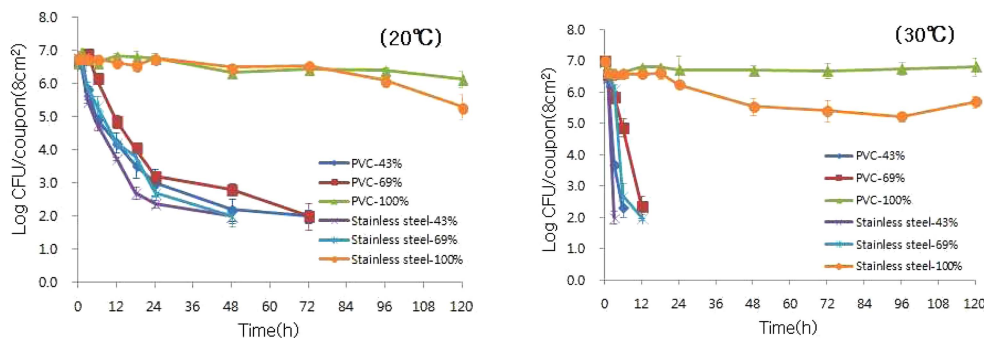 (20℃)
Log CFU/coupon(8cm²)
8.0
7.0
6.0
5.0
4.0
3.0
2.0
1.0
0.0
PVC-43%
PVC-69%
PVC-100%
Stainless steel-43%
Stainless steel-69%
Stainless steel-100%
0 12 24 36 48 60 72 84 96 108 120
Time(h)
(30℃)
Log CFU/coupon(8cm²)
8.0
7.0
6.0
5.0
4.0
3.0
2.0
1.0
0.0
PVC-43%
PVC-69%
PVC-100%
Stainless steel-43%
Stainless steel-69%
Stainless steel-100%
0 12 24 36 48 60 72 84 96 108 120
Time(h)